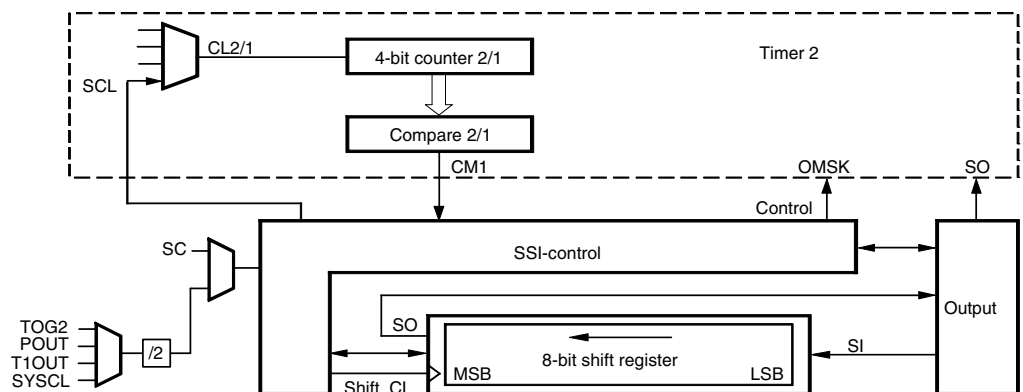 CL2/1
4-bit counter 2/1
Timer 2
SCL
Compare 2/1
CM1
OMSK
SO
Control
SC
SSI-control
TOG2
POUT
T1OUT
SYSCL
/2
SO
Output
8-bit shift register
SI
MSB
LSB
Shift_CL